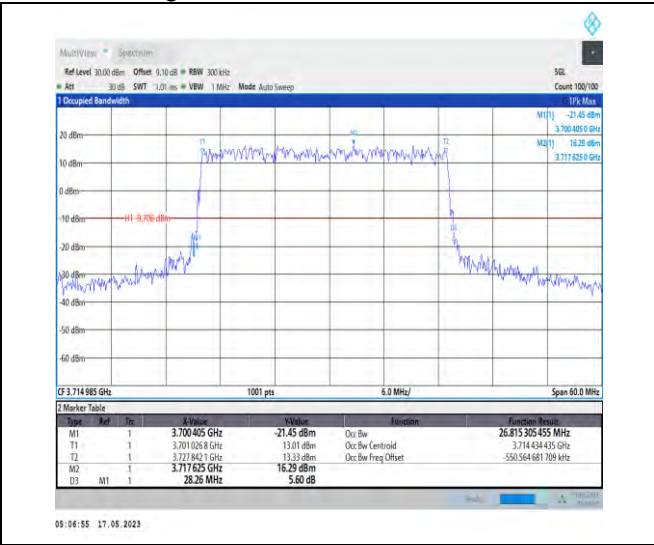 MultiView Spectrum
Ref Level 30.00 dBm Offset 9.10 dB RBW 300 kHz SGL
Att 30 dB SWT 1.01 ms VBW 1 MHz Mode Auto Sweep Count 100/100
1 Occupied Bandwidth 1Pk Max
M1[1] -21.45 dBm
3.700 405 0 GHz
M2[1] 16.29 dBm
3.717 625 0 GHz
20 dBm
T1 M2 T2
10 dBm
0 dBm
-10 dBm H1 -9.706 dBm
M1 D3
-20 dBm
-30 dBm
-40 dBm
-50 dBm
-60 dBm
CF 3.714 985 GHz 1001 pts 6.0 MHz/ Span 60.0 MHz
2 Marker Table
Type Ref Trc X-Value Y-Value Function Function Result
M1 1 3.700 405 GHz -21.45 dBm Occ Bw 26.815 305 455 MHz
T1 1 3.701 026 8 GHz 13.01 dBm Occ Bw Centroid 3.714 434 435 GHz
T2 1 3.727 842 1 GHz 13.33 dBm Occ Bw Freq Offset -550.564 681 709 kHz
M2 1 3.717 625 GHz 16.29 dBm
D3 M1 1 28.26 MHz 5.60 dB
05:06:55 17.05.2023